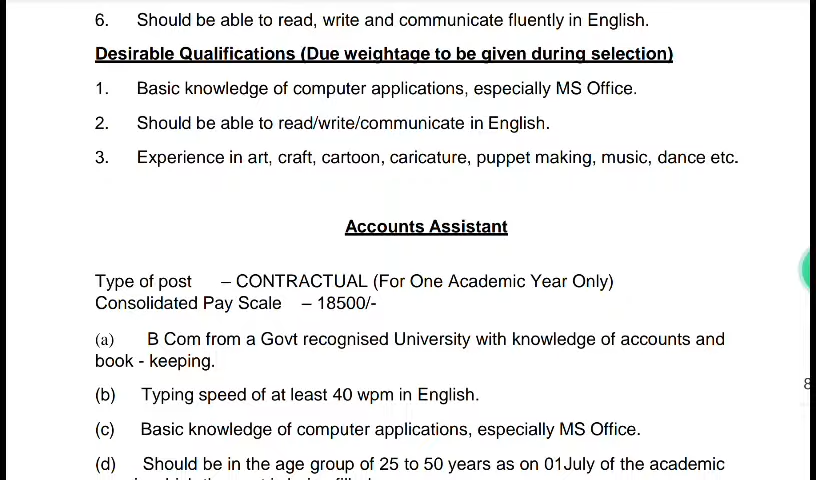 6. Should be able to read, write and communicate fluently in English.
Desirable Qualifications (Due weightage to be given during selection)
1. Basic knowledge of computer applications, especially MS Office.
2. Should be able to read/write/communicate in English.
3. Experience in art, craft, cartoon, caricature, puppet making, music, dance etc.
Accounts Assistant
Type of post – CONTRACTUAL (For One Academic Year Only)
Consolidated Pay Scale – 18500/-
(a) B Com from a Govt recognised University with knowledge of accounts and
book - keeping.
8
(b) Typing speed of at least 40 wpm in English.
(c) Basic knowledge of computer applications, especially MS Office.
(d) Should be in the age group of 25 to 50 years as on 01July of the academic